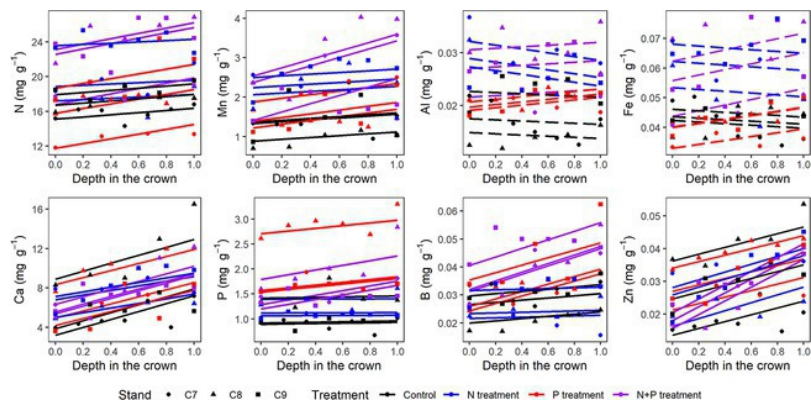 N (mg g⁻¹)
24
20
16
12
0.0 0.2 0.4 0.6 0.8 1.0
Depth in the crown
Mn (mg g⁻¹)
4
3
2
1
0.0 0.2 0.4 0.6 0.8 1.0
Depth in the crown
Al (mg g⁻¹)
0.03
0.02
0.0 0.2 0.4 0.6 0.8 1.0
Depth in the crown
Fe (mg g⁻¹)
0.07
0.06
0.05
0.04
0.0 0.2 0.4 0.6 0.8 1.0
Depth in the crown
Ca (mg g⁻¹)
16
12
8
4
0.0 0.2 0.4 0.6 0.8 1.0
Depth in the crown
P (mg g⁻¹)
3.0
2.5
2.0
1.5
1.0
0.0 0.2 0.4 0.6 0.8 1.0
Depth in the crown
B (mg g⁻¹)
0.06
0.05
0.04
0.03
0.02
0.0 0.2 0.4 0.6 0.8 1.0
Depth in the crown
Zn (mg g⁻¹)
0.05
0.04
0.03
0.02
0.0 0.2 0.4 0.6 0.8 1.0
Depth in the crown
Stand C7 C8 C9 Treatment Control N treatment P treatment N+P treatment